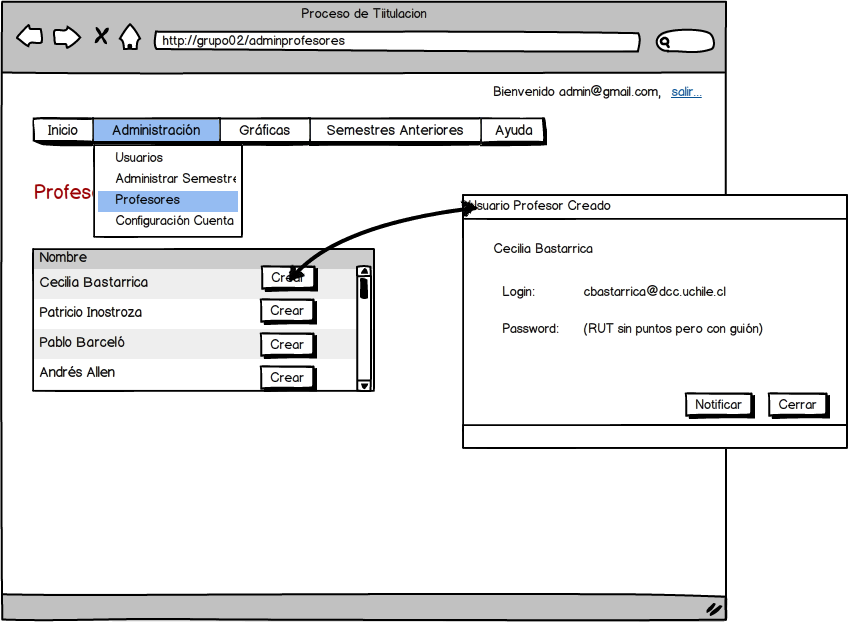 Proceso de Tiitulacion
http://grupo02/adminprofesores
Bienvenido admin@gmail.com, salir...
Inicio Administración Gráficas Semestres Anteriores Ayuda
Usuarios
Administrar Semestre
Profesores
Configuración Cuenta
Profes
Nombre
Cecilia Bastarrica Crear
Patricio Inostroza Crear
Pablo Barceló Crear
Andrés Allen Crear
Usuario Profesor Creado
Cecilia Bastarrica
Login: cbastarrica@dcc.uchile.cl
Password: (RUT sin puntos pero con guión)
Notificar Cerrar